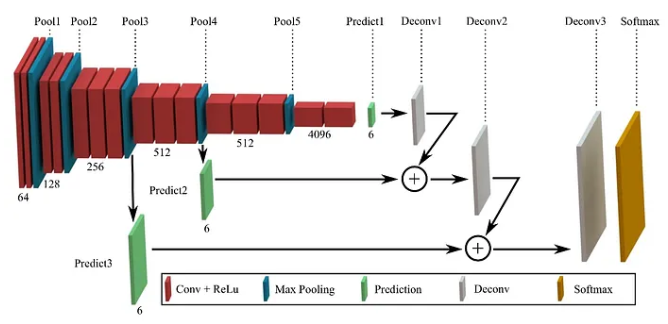 Pool1 Pool2 Pool3 Pool4 Pool5 Predict1 Deconv1 Deconv2 Deconv3 Softmax
64
128
256
512
512
4096
6
Predict2
6
Predict3
6
Conv + ReLu Max Pooling Prediction Deconv Softmax